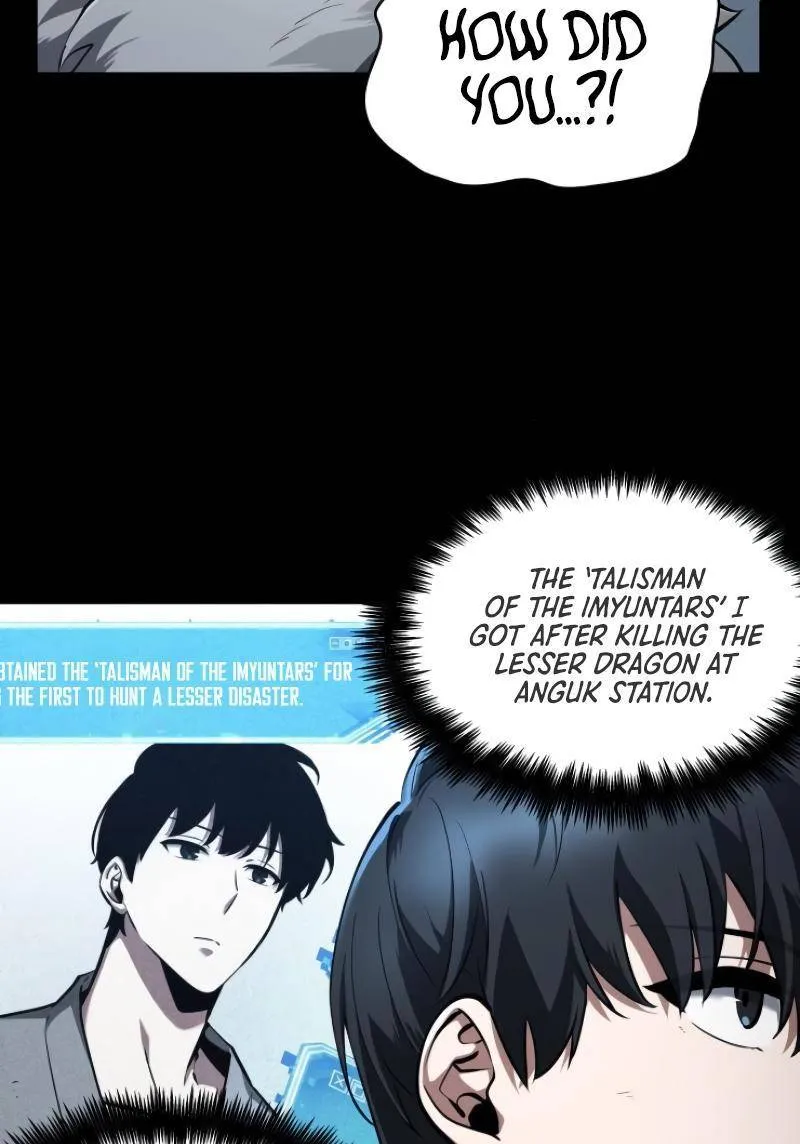 HOW DID
YOU...?!
THE 'TALISMAN
OF THE IMYUNTARS' I
GOT AFTER KILLING THE
LESSER DRAGON AT
ANGUK STATION.
BTAINED THE 'TALISMAN OF THE IMYUNTARS' FOR
THE FIRST TO HUNT A LESSER DISASTER.